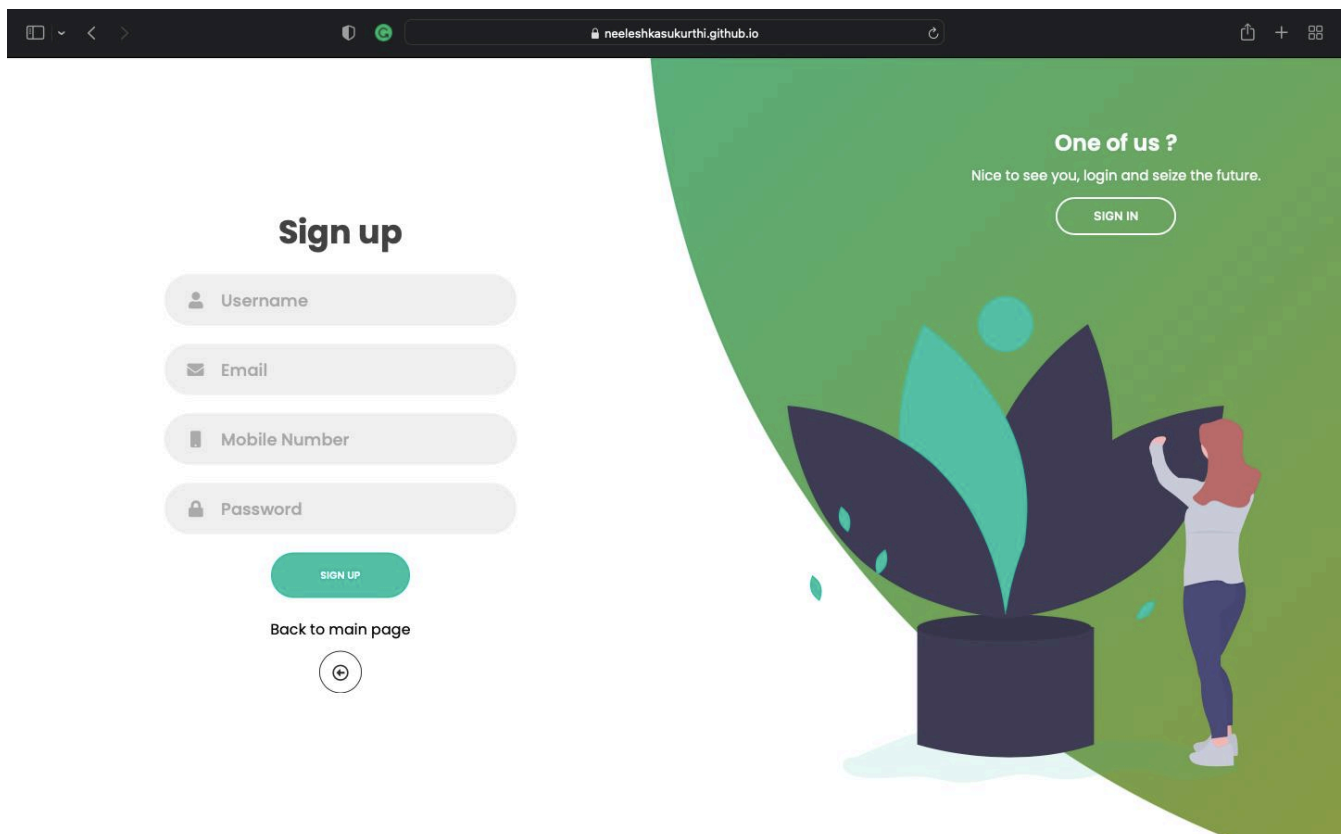 neeleshkasukurthi.github.io
Sign up
Username
Email
Mobile Number
Password
SIGN UP
Back to main page
One of us ?
Nice to see you, login and seize the future.
SIGN IN